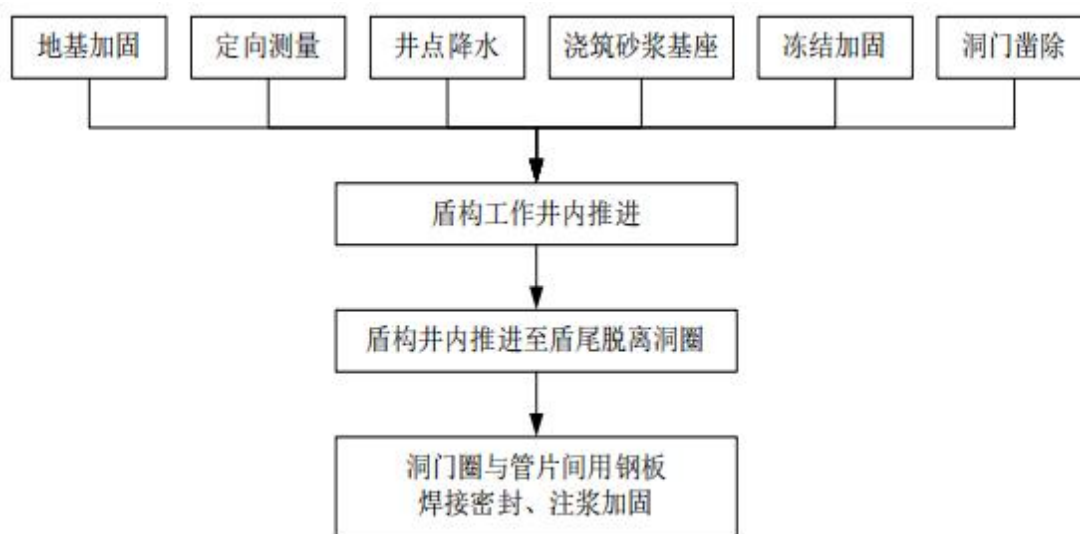 地基加固
定向测量
井点降水
浇筑砂浆基座
冻结加固
洞门凿除
盾构工作井内推进
盾构井内推进至盾尾脱离洞圈
洞门圈与管片间用钢板
焊接密封、注浆加固